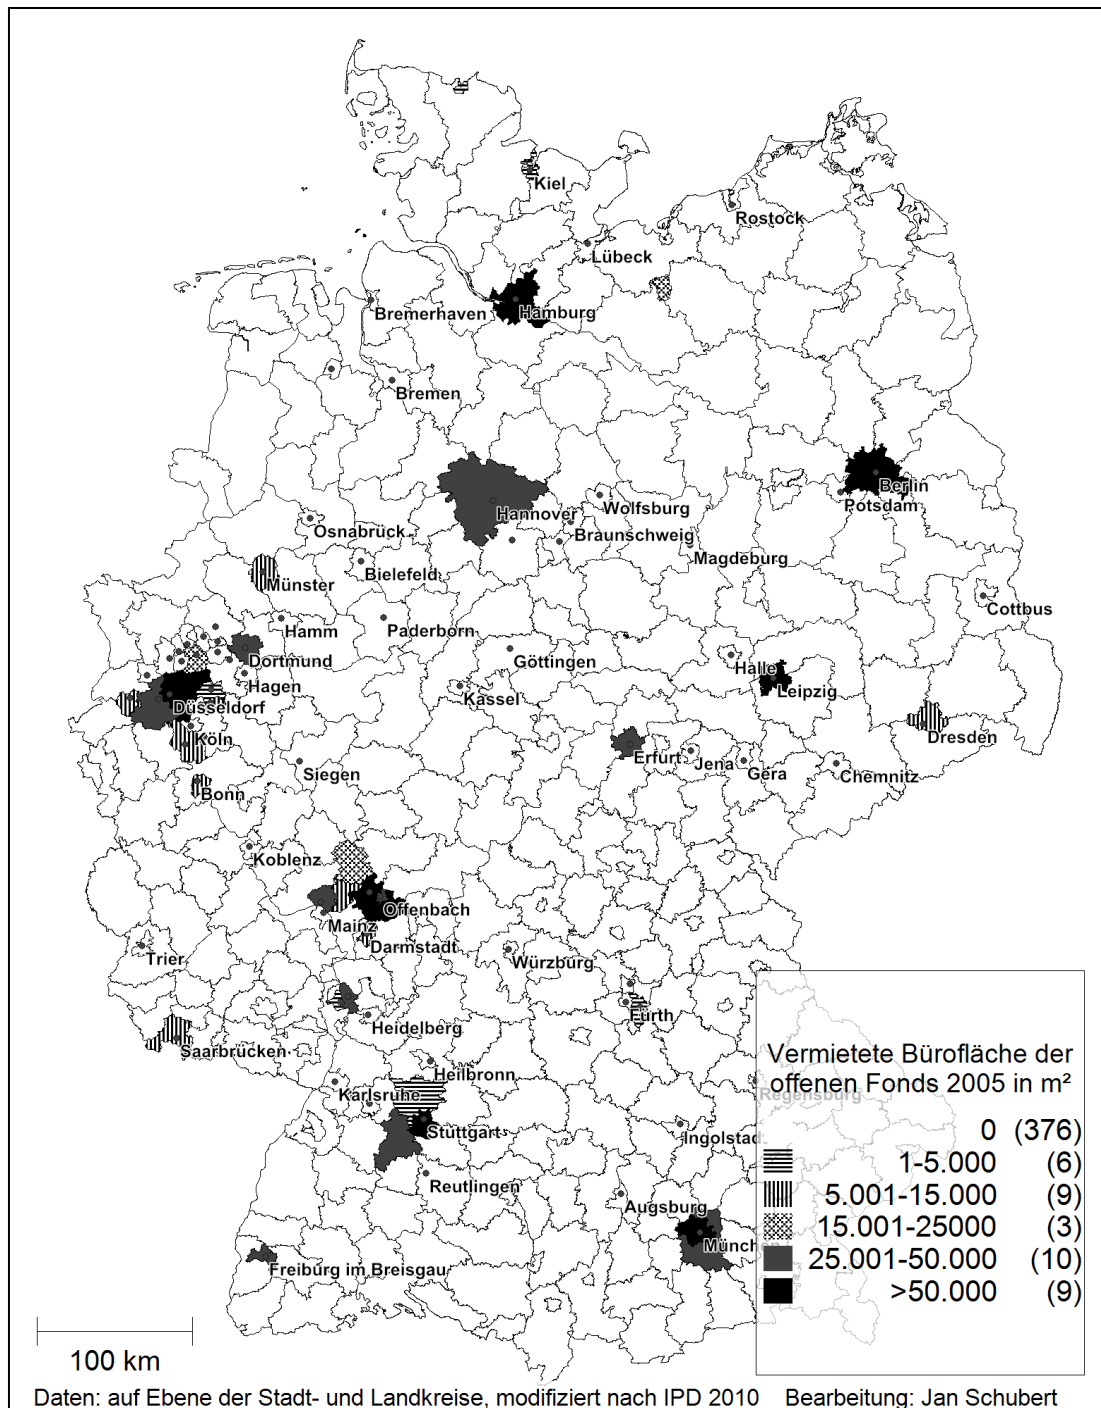 Kiel
Rostock
Lübeck
Hamburg
Bremerhaven
Bremen
Berlin
Potsdam
Hannover
Wolfsburg
Braunschweig
Osnabrück
Magdeburg
Bielefeld
Münster
Cottbus
Hamm
Paderborn
Dortmund
Göttingen
Halle
Hagen
Kassel
Leipzig
Düsseldorf
Dresden
Köln
Erfurt
Jena
Gera
Chemnitz
Siegen
Bonn
Koblenz
Offenbach
Mainz
Darmstadt
Trier
Würzburg
Fürth
Heidelberg
Saarbrücken
Heilbronn
Karlsruhe
Regensburg
Stuttgart
Ingolstad
Reutlingen
Augsburg
München
Freiburg im Breisgau
Vermietete Bürofläche der
offenen Fonds 2005 in m²
0 (376)
1-5.000 (6)
5.001-15.000 (9)
15.001-25000 (3)
25.001-50.000 (10)
>50.000 (9)
100 km
Daten: auf Ebene der Stadt- und Landkreise, modifiziert nach IPD 2010 Bearbeitung: Jan Schubert